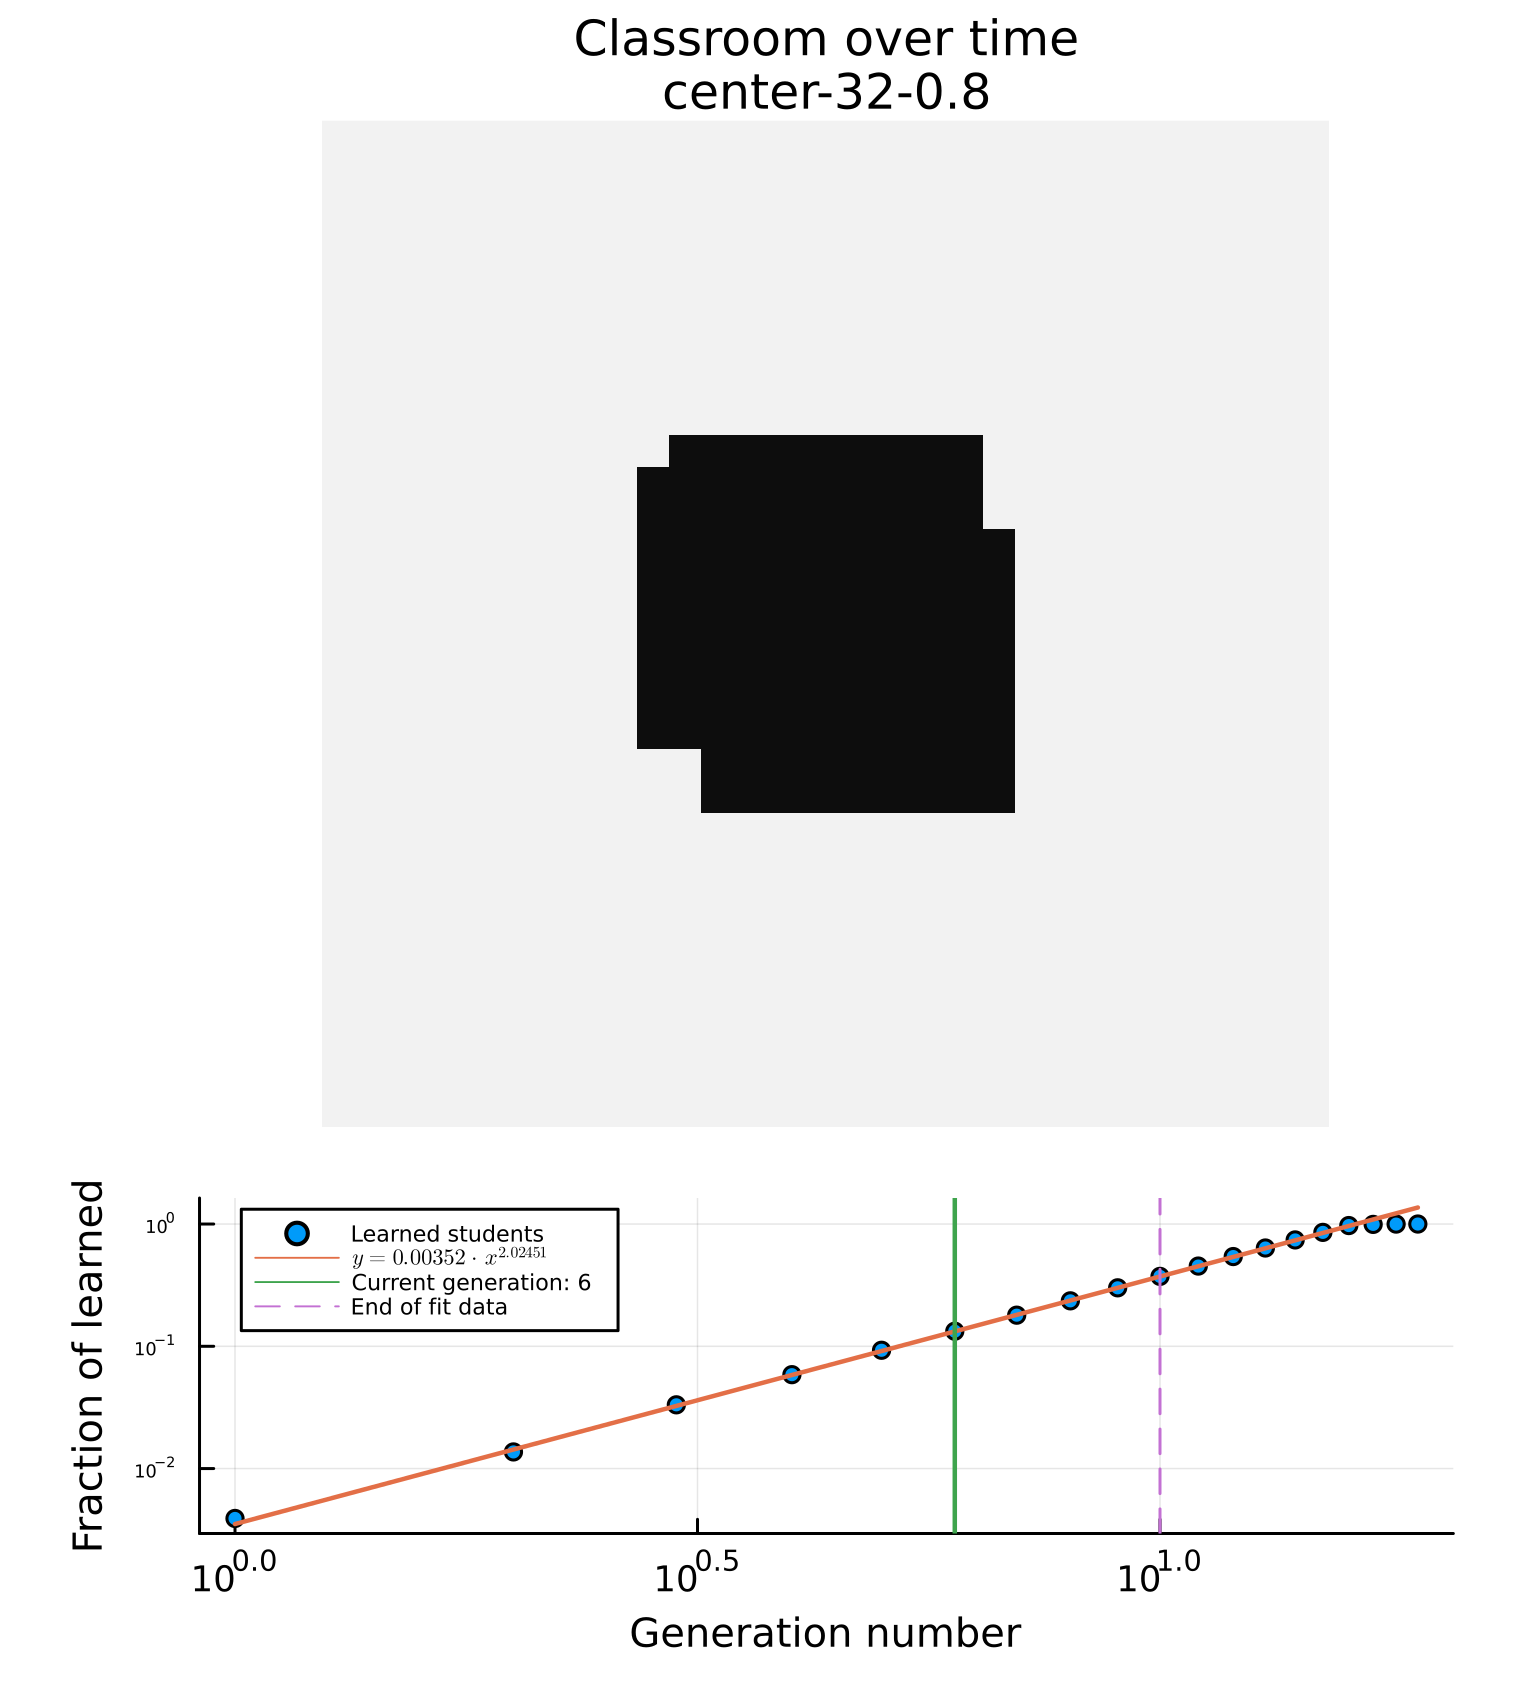 Classroom over time
center-32-0.8
Fraction of learned
10^0
10^-1
10^-2
Learned students
y = 0.00352 · x^2.02451
Current generation: 6
End of fit data
10^0.0 10^0.5 10^1.0
Generation number